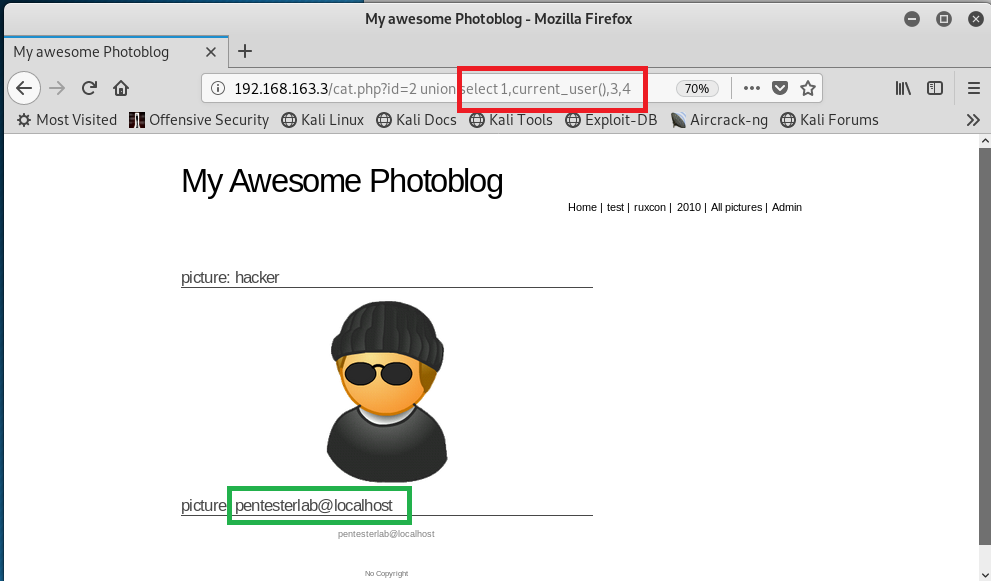 My awesome Photoblog - Mozilla Firefox
My awesome Photoblog
192.168.163.3/cat.php?id=2 union select 1,current_user(),3,4 70%
Most Visited Offensive Security Kali Linux Kali Docs Kali Tools Exploit-DB Aircrack-ng Kali Forums
My Awesome Photoblog
Home | test | ruxcon | 2010 | All pictures | Admin
picture: hacker
picture: pentesterlab@localhost
pentesterlab@localhost
No Copyright